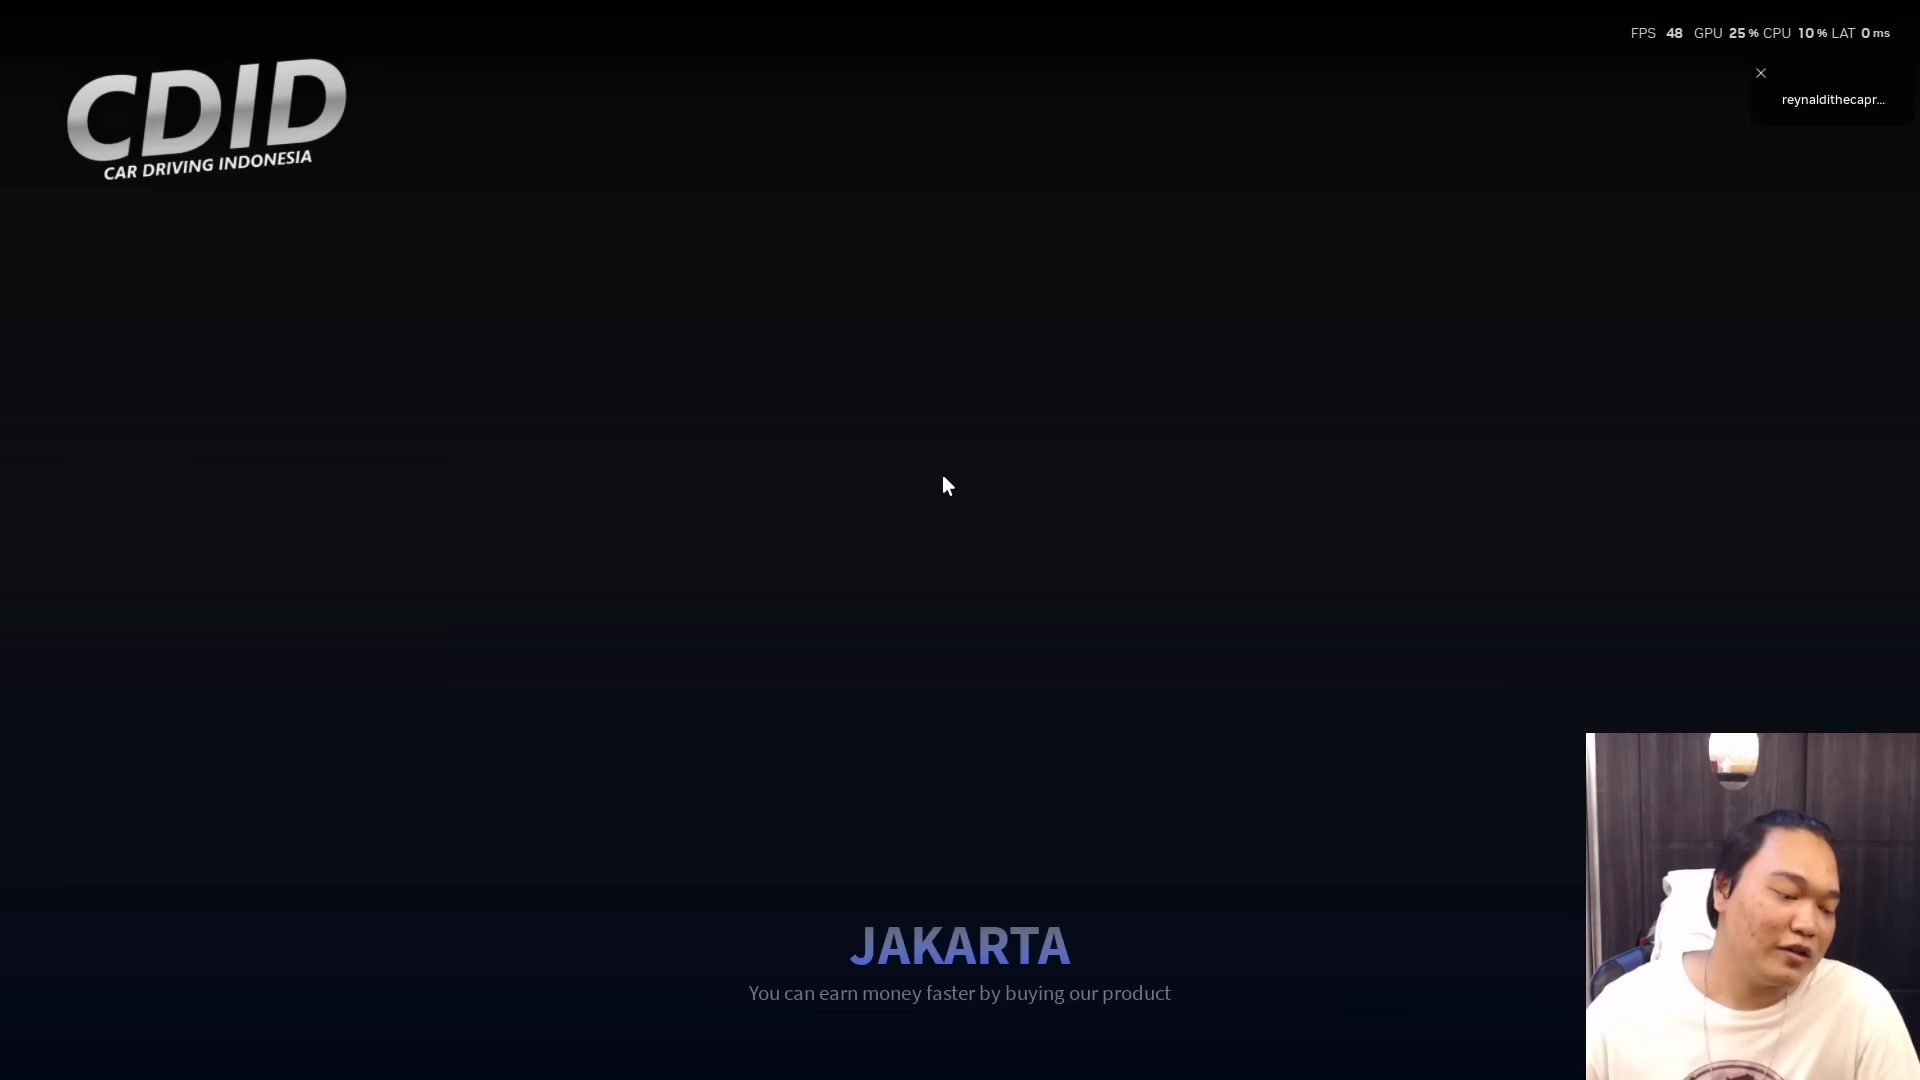 FPS 48 GPU 25 % CPU 10 % LAT 0 ms
CDID
CAR DRIVING INDONESIA
reynaldithecapr...
JAKARTA
You can earn money faster by buying our product